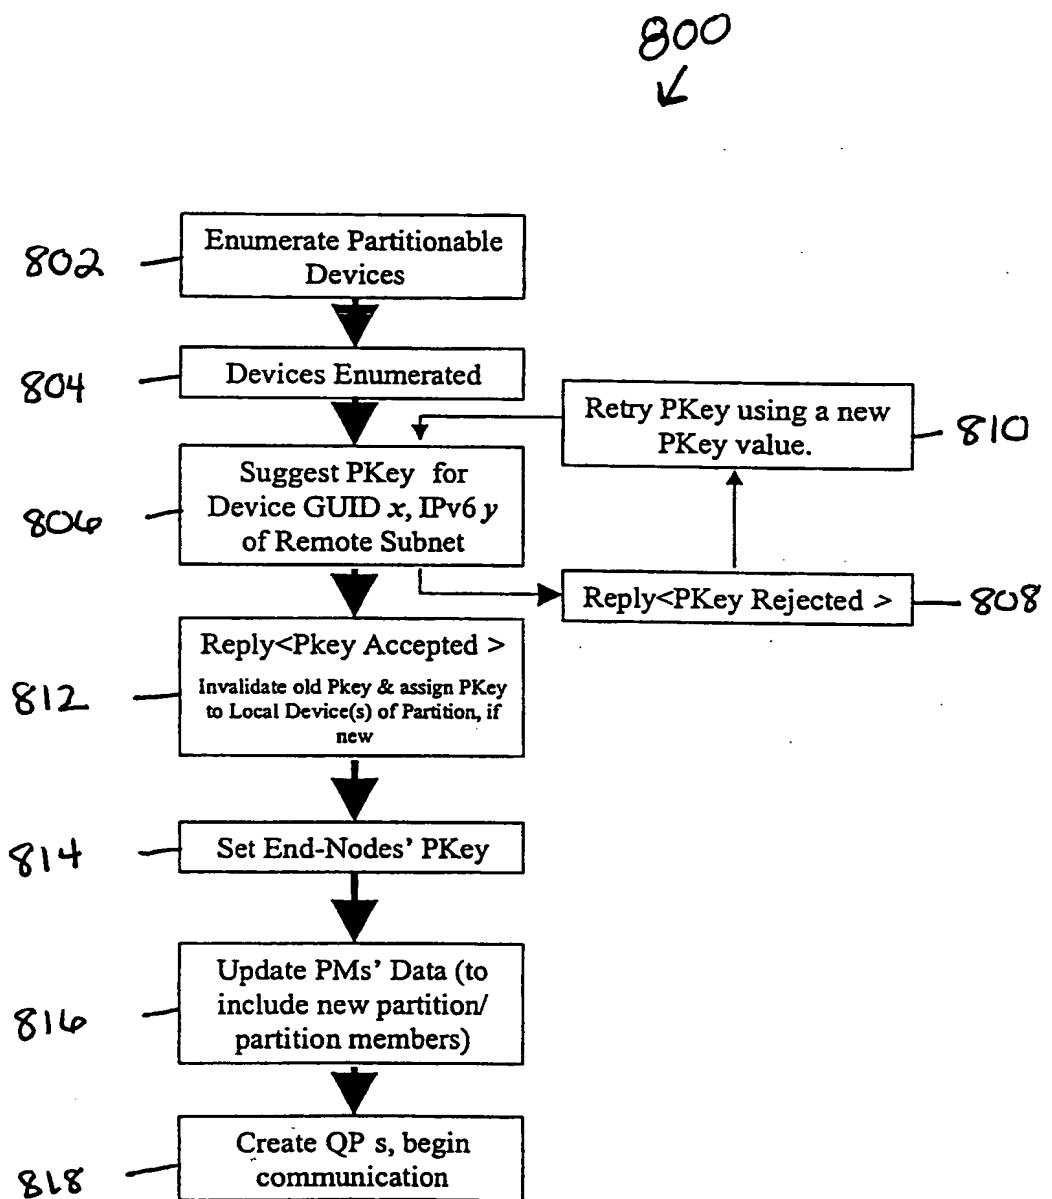 800
802
Enumerate Partitionable
Devices
804
Devices Enumerated
Retry PKey using a new
PKey value.
810
806
Suggest PKey for
Device GUID x, IPv6 y
of Remote Subnet
Reply<PKey Rejected >
808
812
Reply<Pkey Accepted >
Invalidate old Pkey & assign PKey
to Local Device(s) of Partition, if
new
814
Set End-Nodes' PKey
816
Update PMs' Data (to
include new partition/
partition members)
818
Create QP s, begin
communication